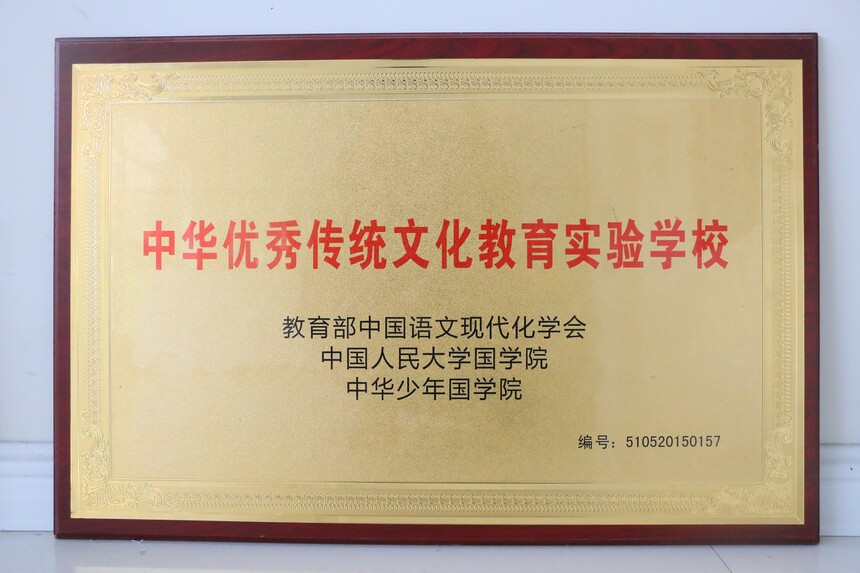 中华优秀传统文化教育实验学校
教育部中国语文现代化学会
中国人民大学国学院
中华少年国学院
编号：510520150157